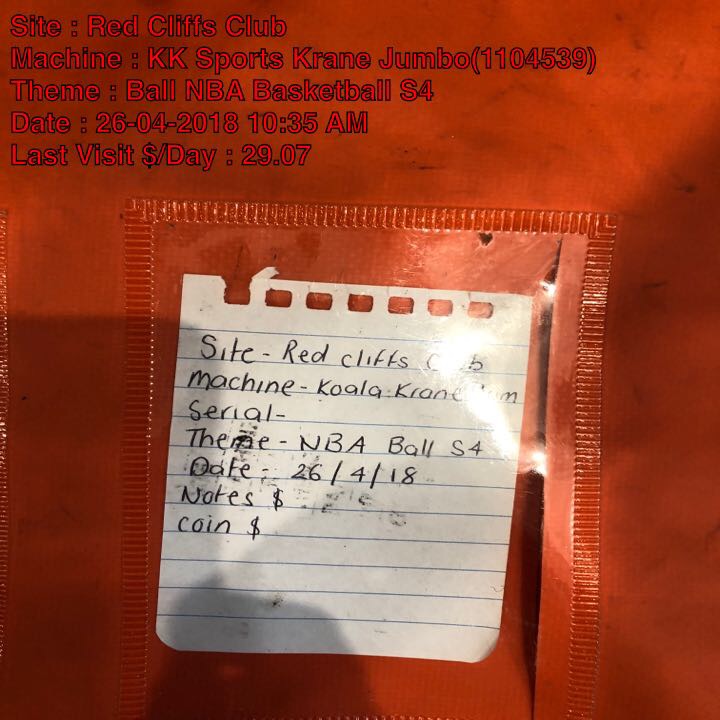 Site : Red Cliffs Club
Machine : KK Sports Krane Jumbo(1104539)
Theme : Ball NBA Basketball S4
Date : 26-04-2018 10:35 AM
Last Visit $/Day : 29.07
Site - Red cliffs
Machine - Koala Krane
Serial-
Theme - NBA Ball S4
Date - 26/4/18
Notes $
coin $